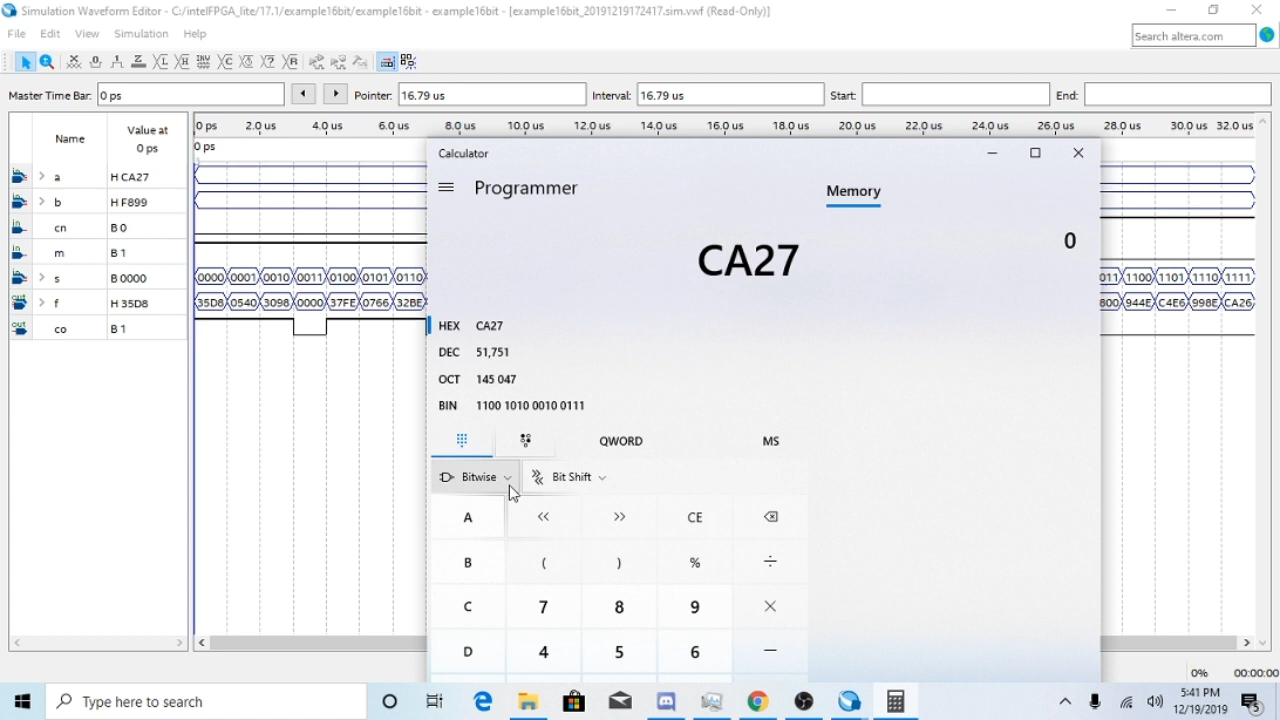 Simulation Waveform Editor - C:/intelFPGA_lite/17.1/example16bit/example16bit - example16bit - [example16bit_20191219172417.sim.vwf (Read-Only)]
File Edit View Simulation Help
Search altera.com
Master Time Bar: 0 ps Pointer: 16.79 us Interval: 16.79 us Start: End:
Name Value at 0 ps
0 ps 2.0 us 4.0 us 6.0 us 8.0 us 10.0 us 12.0 us 14.0 us 16.0 us 18.0 us 20.0 us 22.0 us 24.0 us 26.0 us 28.0 us 30.0 us 32.0 us
0 ps
a H CA27
b H F899
cn B 0
m B 1
s B 0000 0000 0001 0010 0011 0100 0101 0110 011 1100 1101 1110 1111
f H 35D8 35D8 0540 3098 0000 37FE 0766 32BE 800 944E C4E6 998E CA26
co B 1
Calculator
Programmer
Memory
CA27
0
HEX CA27
DEC 51,751
OCT 145 047
BIN 1100 1010 0010 0111
QWORD MS
Bitwise Bit Shift
A << >> CE
B ( ) % ÷
C 7 8 9 ×
D 4 5 6 −
0% 00:00:00
Type here to search
5:41 PM
12/19/2019
5